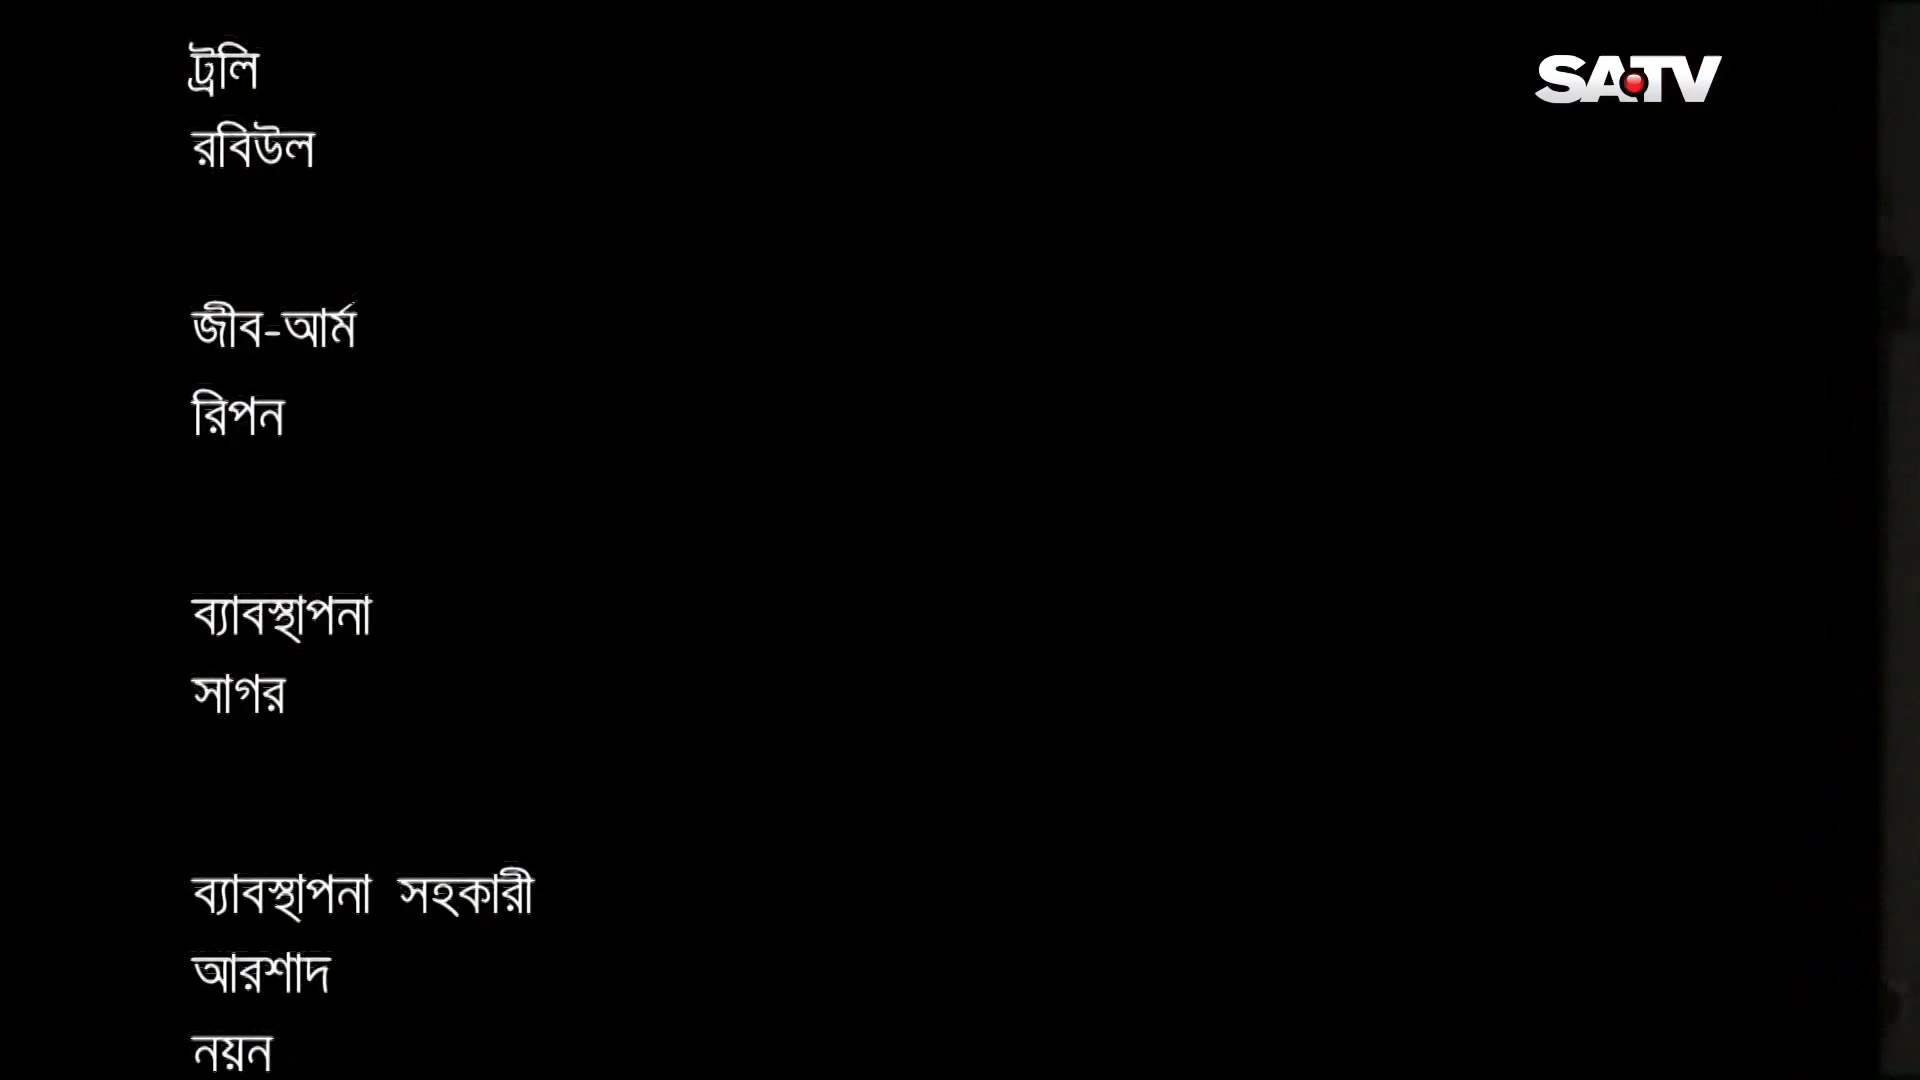 ট্রলি
SATV
রবিউল
জীব-আর্ম
রিপন
ব্যাবস্থাপনা
সাগর
ব্যাবস্থাপনা সহকারী
আরশাদ
নয়ন